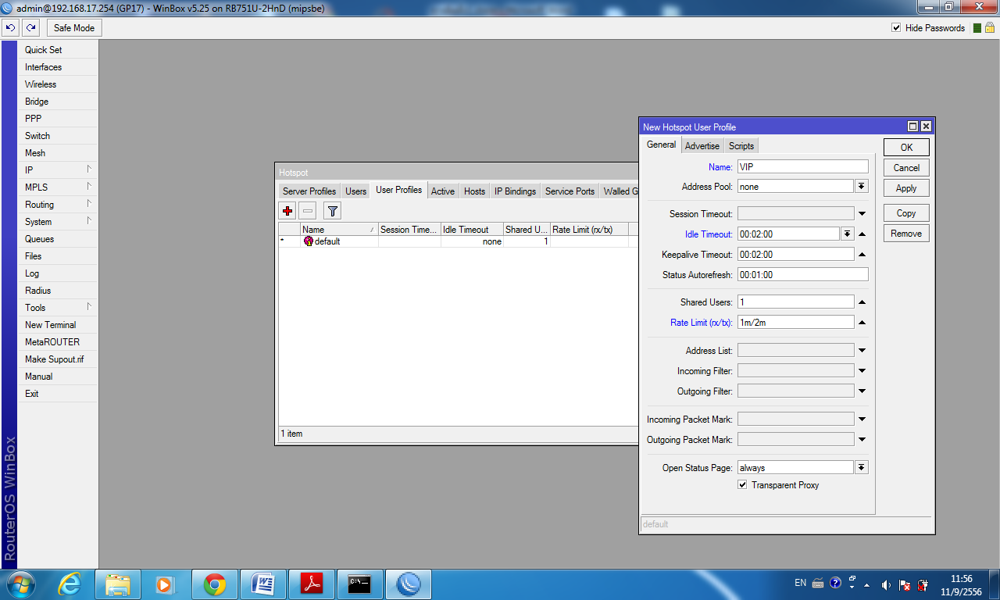 admin@192.168.17.254 (GP17) - WinBox v5.25 on RB751U-2HnD (mipsbe)
Safe Mode
Hide Passwords
Quick Set
Interfaces
Wireless
Bridge
PPP
Switch
Mesh
IP
MPLS
Routing
System
Queues
Files
Log
Radius
Tools
New Terminal
MetaROUTER
Make Supout.rif
Manual
Exit
RouterOS WinBox
Hotspot
Server Profiles Users User Profiles Active Hosts IP Bindings Service Ports Walled G
Name Session Time... Idle Timeout Shared U... Rate Limit (rx/tx)
* default none 1
1 item
New Hotspot User Profile
General Advertise Scripts
Name: VIP
Address Pool: none
Session Timeout:
Idle Timeout: 00:02:00
Keepalive Timeout: 00:02:00
Status Autorefresh: 00:01:00
Shared Users: 1
Rate Limit (rx/tx): 1m/2m
Address List:
Incoming Filter:
Outgoing Filter:
Incoming Packet Mark:
Outgoing Packet Mark:
Open Status Page: always
Transparent Proxy
default
OK
Cancel
Apply
Copy
Remove
EN
11:56
11/9/2556